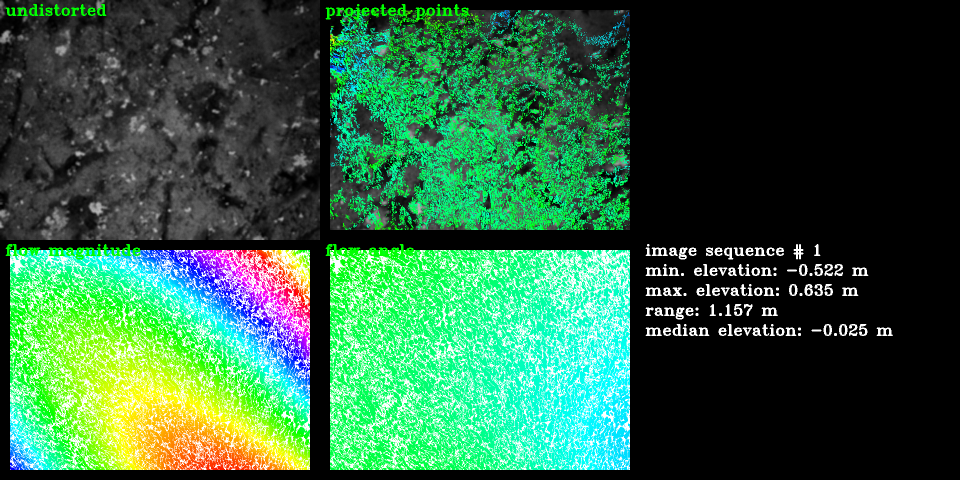 undistorted
projected points
flow magnitude
flow angle
image sequence # 1
min. elevation: -0.522 m
max. elevation: 0.635 m
range: 1.157 m
median elevation: -0.025 m